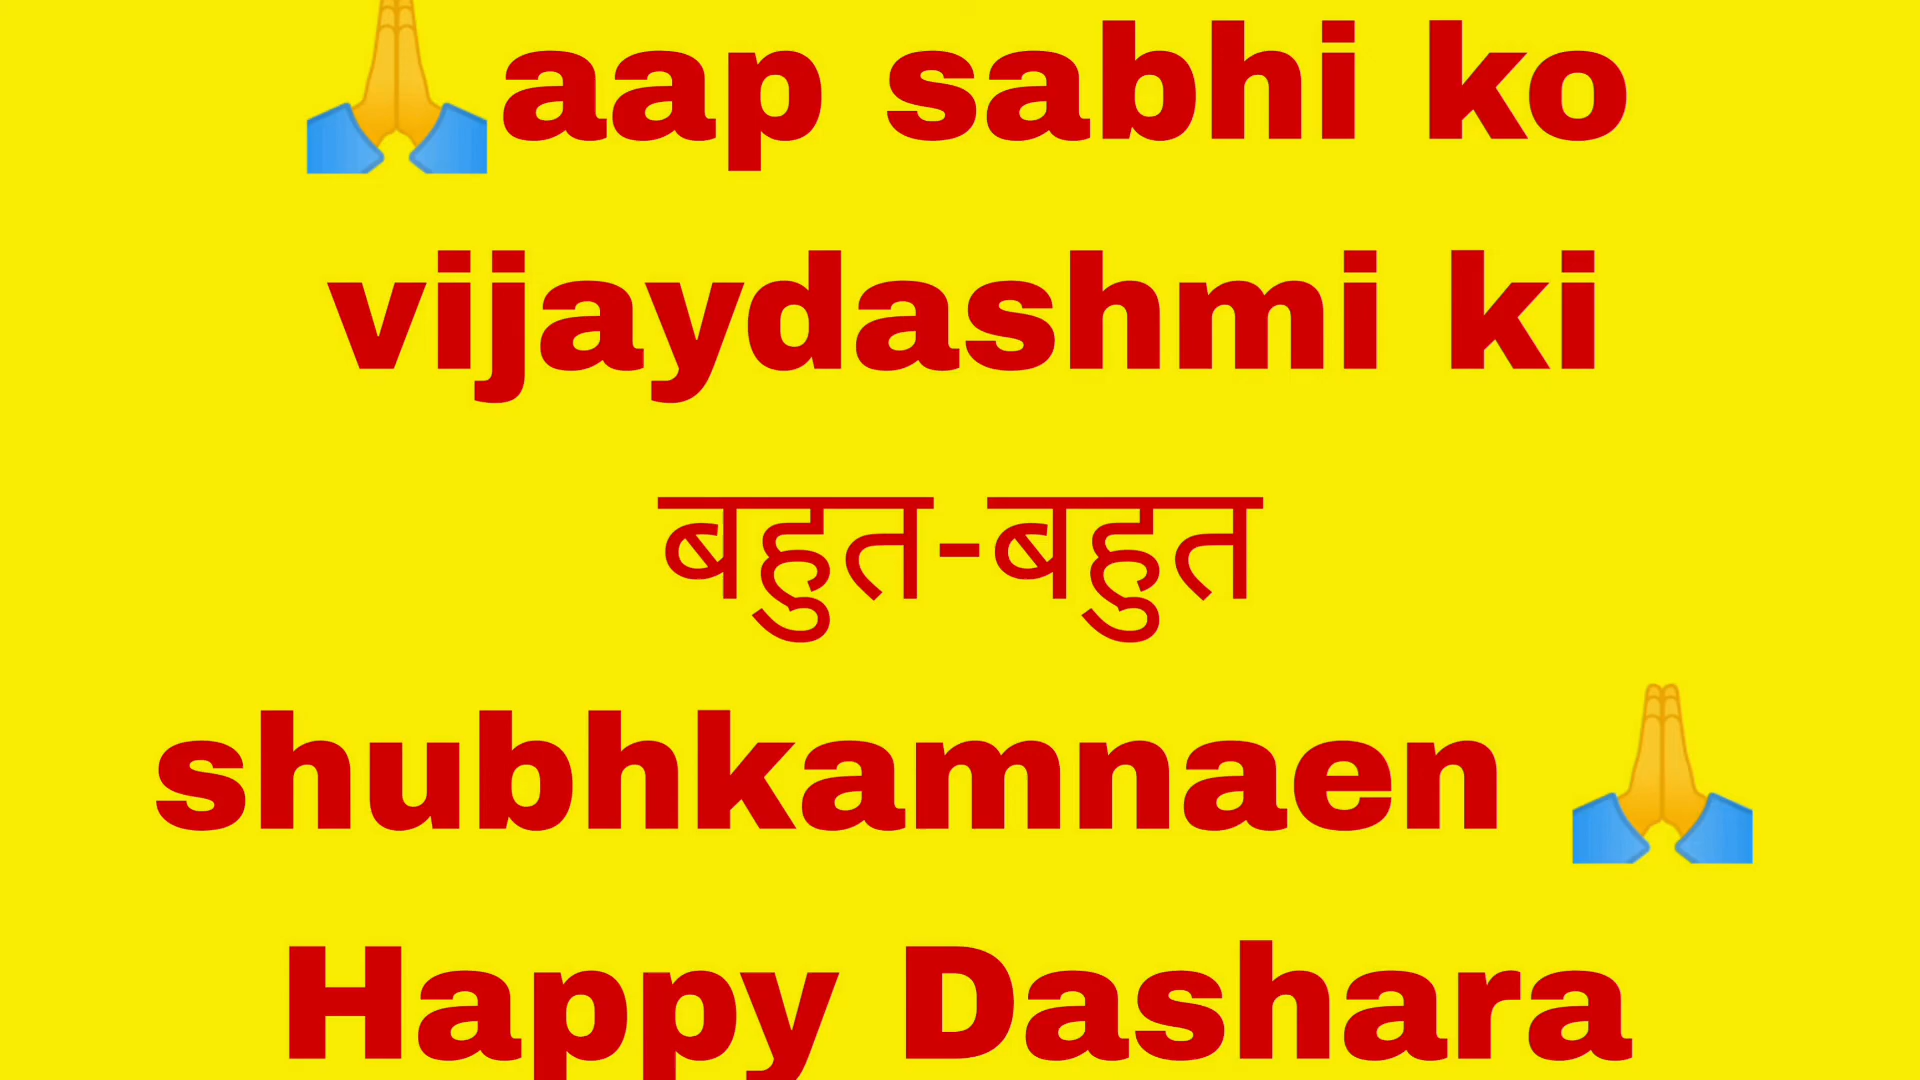 🙏aap sabhi ko
vijaydashmi ki
बहुत-बहुत
shubhkamnaen 🙏
Happy Dashara